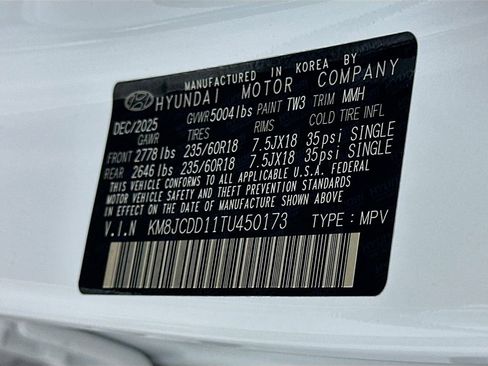 MANUFACTURED IN KOREA BY
HYUNDAI MOTOR COMPANY
DEC/2025 GVWR 5004 lbs PAINT TW3 TRIM MMH
GAWR TIRES RIMS COLD TIRE INFL
FRONT 2778 lbs 235/60R18 7.5JX18 35psi SINGLE
REAR 2646 lbs 235/60R18 7.5JX18 35psi SINGLE
THIS VEHICLE CONFORMS TO ALL APPLICABLE U.S.A. FEDERAL
MOTOR VEHICLE SAFETY AND THEFT PREVENTION STANDARDS
IN EFFECT ON THE DATE OF MANUFACTURE SHOWN ABOVE.
V.I.N KM8JCDD11TU450173 TYPE : MPV